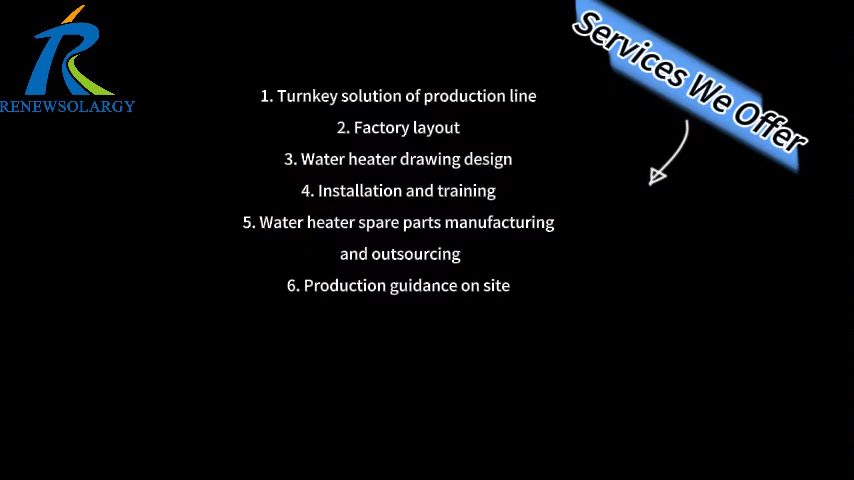 Services We Offer
RENEWSOLARGY
1. Turnkey solution of production line
2. Factory layout
3. Water heater drawing design
4. Installation and training
5. Water heater spare parts manufacturing
and outsourcing
6. Production guidance on site